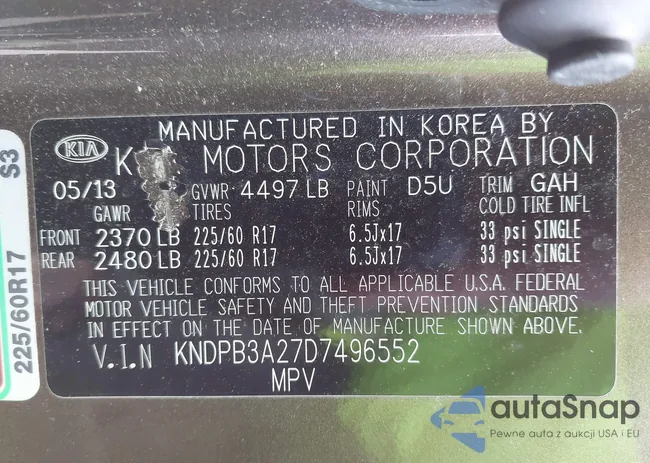 MANUFACTURED IN KOREA BY
KIA
K MOTORS CORPORATION
05/13 GVWR 4497 LB PAINT D5U TRIM GAH
GAWR TIRES RIMS COLD TIRE INFL
FRONT 2370 LB 225/60 R17 6.5Jx17 33 psi SINGLE
REAR 2480 LB 225/60 R17 6.5Jx17 33 psi SINGLE
THIS VEHICLE CONFORMS TO ALL APPLICABLE U.S.A. FEDERAL
MOTOR VEHICLE SAFETY AND THEFT PREVENTION STANDARDS
IN EFFECT ON THE DATE OF MANUFACTURE SHOWN ABOVE.
V.I.N KNDPB3A27D7496552
MPV
225/60R17 S3
autaSnap
Pewne auta z aukcji USA i EU